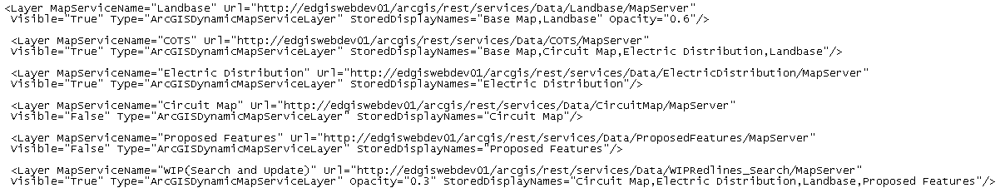 <Layer MapServiceName="Landbase" Url="http://edgiswebdev01/arcgis/rest/services/Data/Landbase/MapServer"
Visible="True" Type="ArcGISDynamicMapServiceLayer" StoredDisplayNames="Base Map,Landbase" Opacity="0.6"/>
<Layer MapServiceName="COTS" Url="http://edgiswebdev01/arcgis/rest/services/Data/COTS/MapServer"
Visible="True" Type="ArcGISDynamicMapServiceLayer" StoredDisplayNames="Base Map,Circuit Map,Electric Distribution,Landbase"/>
<Layer MapServiceName="Electric Distribution" Url="http://edgiswebdev01/arcgis/rest/services/Data/ElectricDistribution/MapServer"
Visible="True" Type="ArcGISDynamicMapServiceLayer" StoredDisplayNames="Electric Distribution"/>
<Layer MapServiceName="Circuit Map" Url="http://edgiswebdev01/arcgis/rest/services/Data/CircuitMap/MapServer"
Visible="False" Type="ArcGISDynamicMapServiceLayer" StoredDisplayNames="Circuit Map"/>
<Layer MapServiceName="Proposed Features" Url="http://edgiswebdev01/arcgis/rest/services/Data/ProposedFeatures/MapServer"
Visible="False" Type="ArcGISDynamicMapServiceLayer" StoredDisplayNames="Proposed Features"/>
<Layer MapServiceName="WIP(Search and Update)" Url="http://edgiswebdev01/arcgis/rest/services/Data/WIPRedlines_Search/MapServer"
Visible="True" Type="ArcGISDynamicMapServiceLayer" Opacity="0.3" StoredDisplayNames="Circuit Map,Electric Distribution,Landbase,Proposed Features"/>